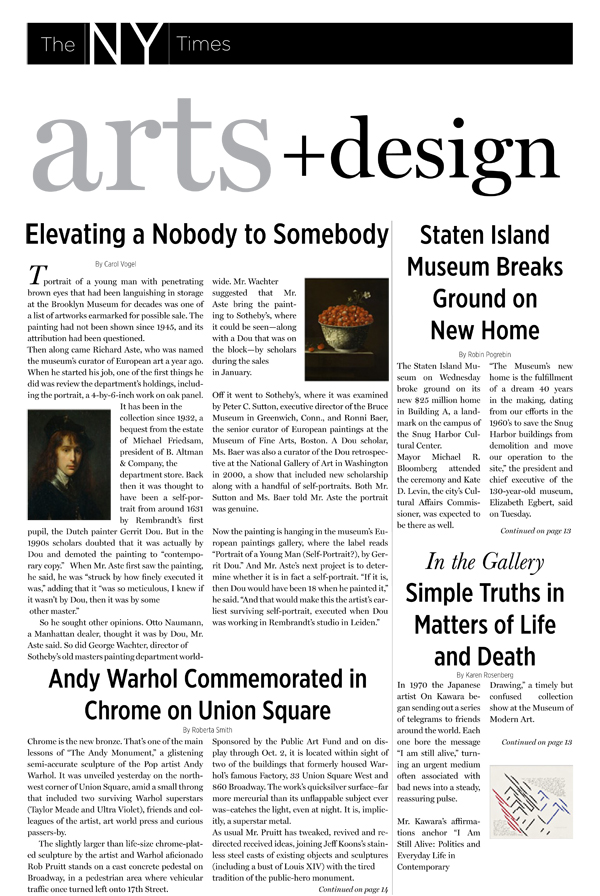 The NY Times
arts+design
Elevating a Nobody to Somebody
By Carol Vogel
T portrait of a young man with penetrating
brown eyes that had been languishing in storage
at the Brooklyn Museum for decades was one of
a list of artworks earmarked for possible sale. The
painting had not been shown since 1945, and its
attribution had been questioned.
Then along came Richard Aste, who was named
the museum's curator of European art a year ago.
When he started his job, one of the first things he
did was review the department's holdings, includ-
ing the portrait, a 4-by-6-inch work on oak panel.
It has been in the
collection since 1932, a
bequest from the estate
of Michael Friedsam,
president of B. Altman
& Company, the
department store. Back
then it was thought to
have been a self-por-
trait from around 1631
by Rembrandt's first
pupil, the Dutch painter Gerrit Dou. But in the
1990s scholars doubted that it was actually by
Dou and demoted the painting to "contempo-
rary copy." When Mr. Aste first saw the painting,
he said, he was "struck by how finely executed it
was," adding that it "was so meticulous, I knew if
it wasn't by Dou, then it was by some
other master."
So he sought other opinions. Otto Naumann,
a Manhattan dealer, thought it was by Dou, Mr.
Aste said. So did George Wachter, director of
Sotheby's old masters painting department world-
wide. Mr. Wachter
suggested that Mr.
Aste bring the paint-
ing to Sotheby's, where
it could be seen—along
with a Dou that was on
the block—by scholars
during the sales
in January.
Off it went to Sotheby's, where it was examined
by Peter C. Sutton, executive director of the Bruce
Museum in Greenwich, Conn., and Ronni Baer,
the senior curator of European paintings at the
Museum of Fine Arts, Boston. A Dou scholar,
Ms. Baer was also a curator of the Dou retrospec-
tive at the National Gallery of Art in Washington
in 2000, a show that included new scholarship
along with a handful of self-portraits. Both Mr.
Sutton and Ms. Baer told Mr. Aste the portrait
was genuine.
Now the painting is hanging in the museum's Eu-
ropean paintings gallery, where the label reads
"Portrait of a Young Man (Self-Portrait?), by Ger-
rit Dou." And Mr. Aste's next project is to deter-
mine whether it is in fact a self-portrait. "If it is,
then Dou would have been 18 when he painted it,"
he said. "And that would make this the artist's ear-
liest surviving self-portrait, executed when Dou
was working in Rembrandt's studio in Leiden."
Staten Island
Museum Breaks
Ground on
New Home
By Robin Pogrebin
The Staten Island Mu-
seum on Wednesday
broke ground on its
new $25 million home
in Building A, a land-
mark on the campus of
the Snug Harbor Cul-
tural Center.
Mayor Michael R.
Bloomberg attended
the ceremony and Kate
D. Levin, the city's Cul-
tural Affairs Commis-
sioner, was expected to
be there as well.
"The Museum's new
home is the fulfillment
of a dream 40 years
in the making, dating
from our efforts in the
1960's to save the Snug
Harbor buildings from
demolition and move
our operation to the
site," the president and
chief executive of the
130-year-old museum,
Elizabeth Egbert, said
on Tuesday.
Continued on page 13
In the Gallery
Simple Truths in
Matters of Life
and Death
By Karen Rosenberg
In 1970 the Japanese
artist On Kawara be-
gan sending out a series
of telegrams to friends
around the world. Each
one bore the message
"I am still alive," turn-
ing an urgent medium
often associated with
bad news into a steady,
reassuring pulse.
Mr. Kawara's affirma-
tions anchor "I Am
Still Alive: Politics and
Everyday Life in
Contemporary
Drawing," a timely but
confused collection
show at the Museum of
Modern Art.
Continued on page 13
Andy Warhol Commemorated in
Chrome on Union Square
By Roberta Smith
Chrome is the new bronze. That's one of the main
lessons of "The Andy Monument," a glistening
semi-accurate sculpture of the Pop artist Andy
Warhol. It was unveiled yesterday on the north-
west corner of Union Square, amid a small throng
that included two surviving Warhol superstars
(Taylor Meade and Ultra Violet), friends and col-
leagues of the artist, art world press and curious
passers-by.
The slightly larger than life-size chrome-plat-
ed sculpture by the artist and Warhol aficionado
Rob Pruitt stands on a cast concrete pedestal on
Broadway, in a pedestrian area where vehicular
traffic once turned left onto 17th Street.
Sponsored by the Public Art Fund and on dis-
play through Oct. 2, it is located within sight of
two of the buildings that formerly housed War-
hol's famous Factory, 33 Union Square West and
860 Broadway. The work's quicksilver surface–far
more mercurial than its unflappable subject ever
was–catches the light, even at night. It is, implic-
itly, a superstar metal.
As usual Mr. Pruitt has tweaked, revived and re-
directed received ideas, joining Jeff Koons's stain-
less steel casts of existing objects and sculptures
(including a bust of Louis XIV) with the tired
tradition of the public-hero monument.
Continued on page 14